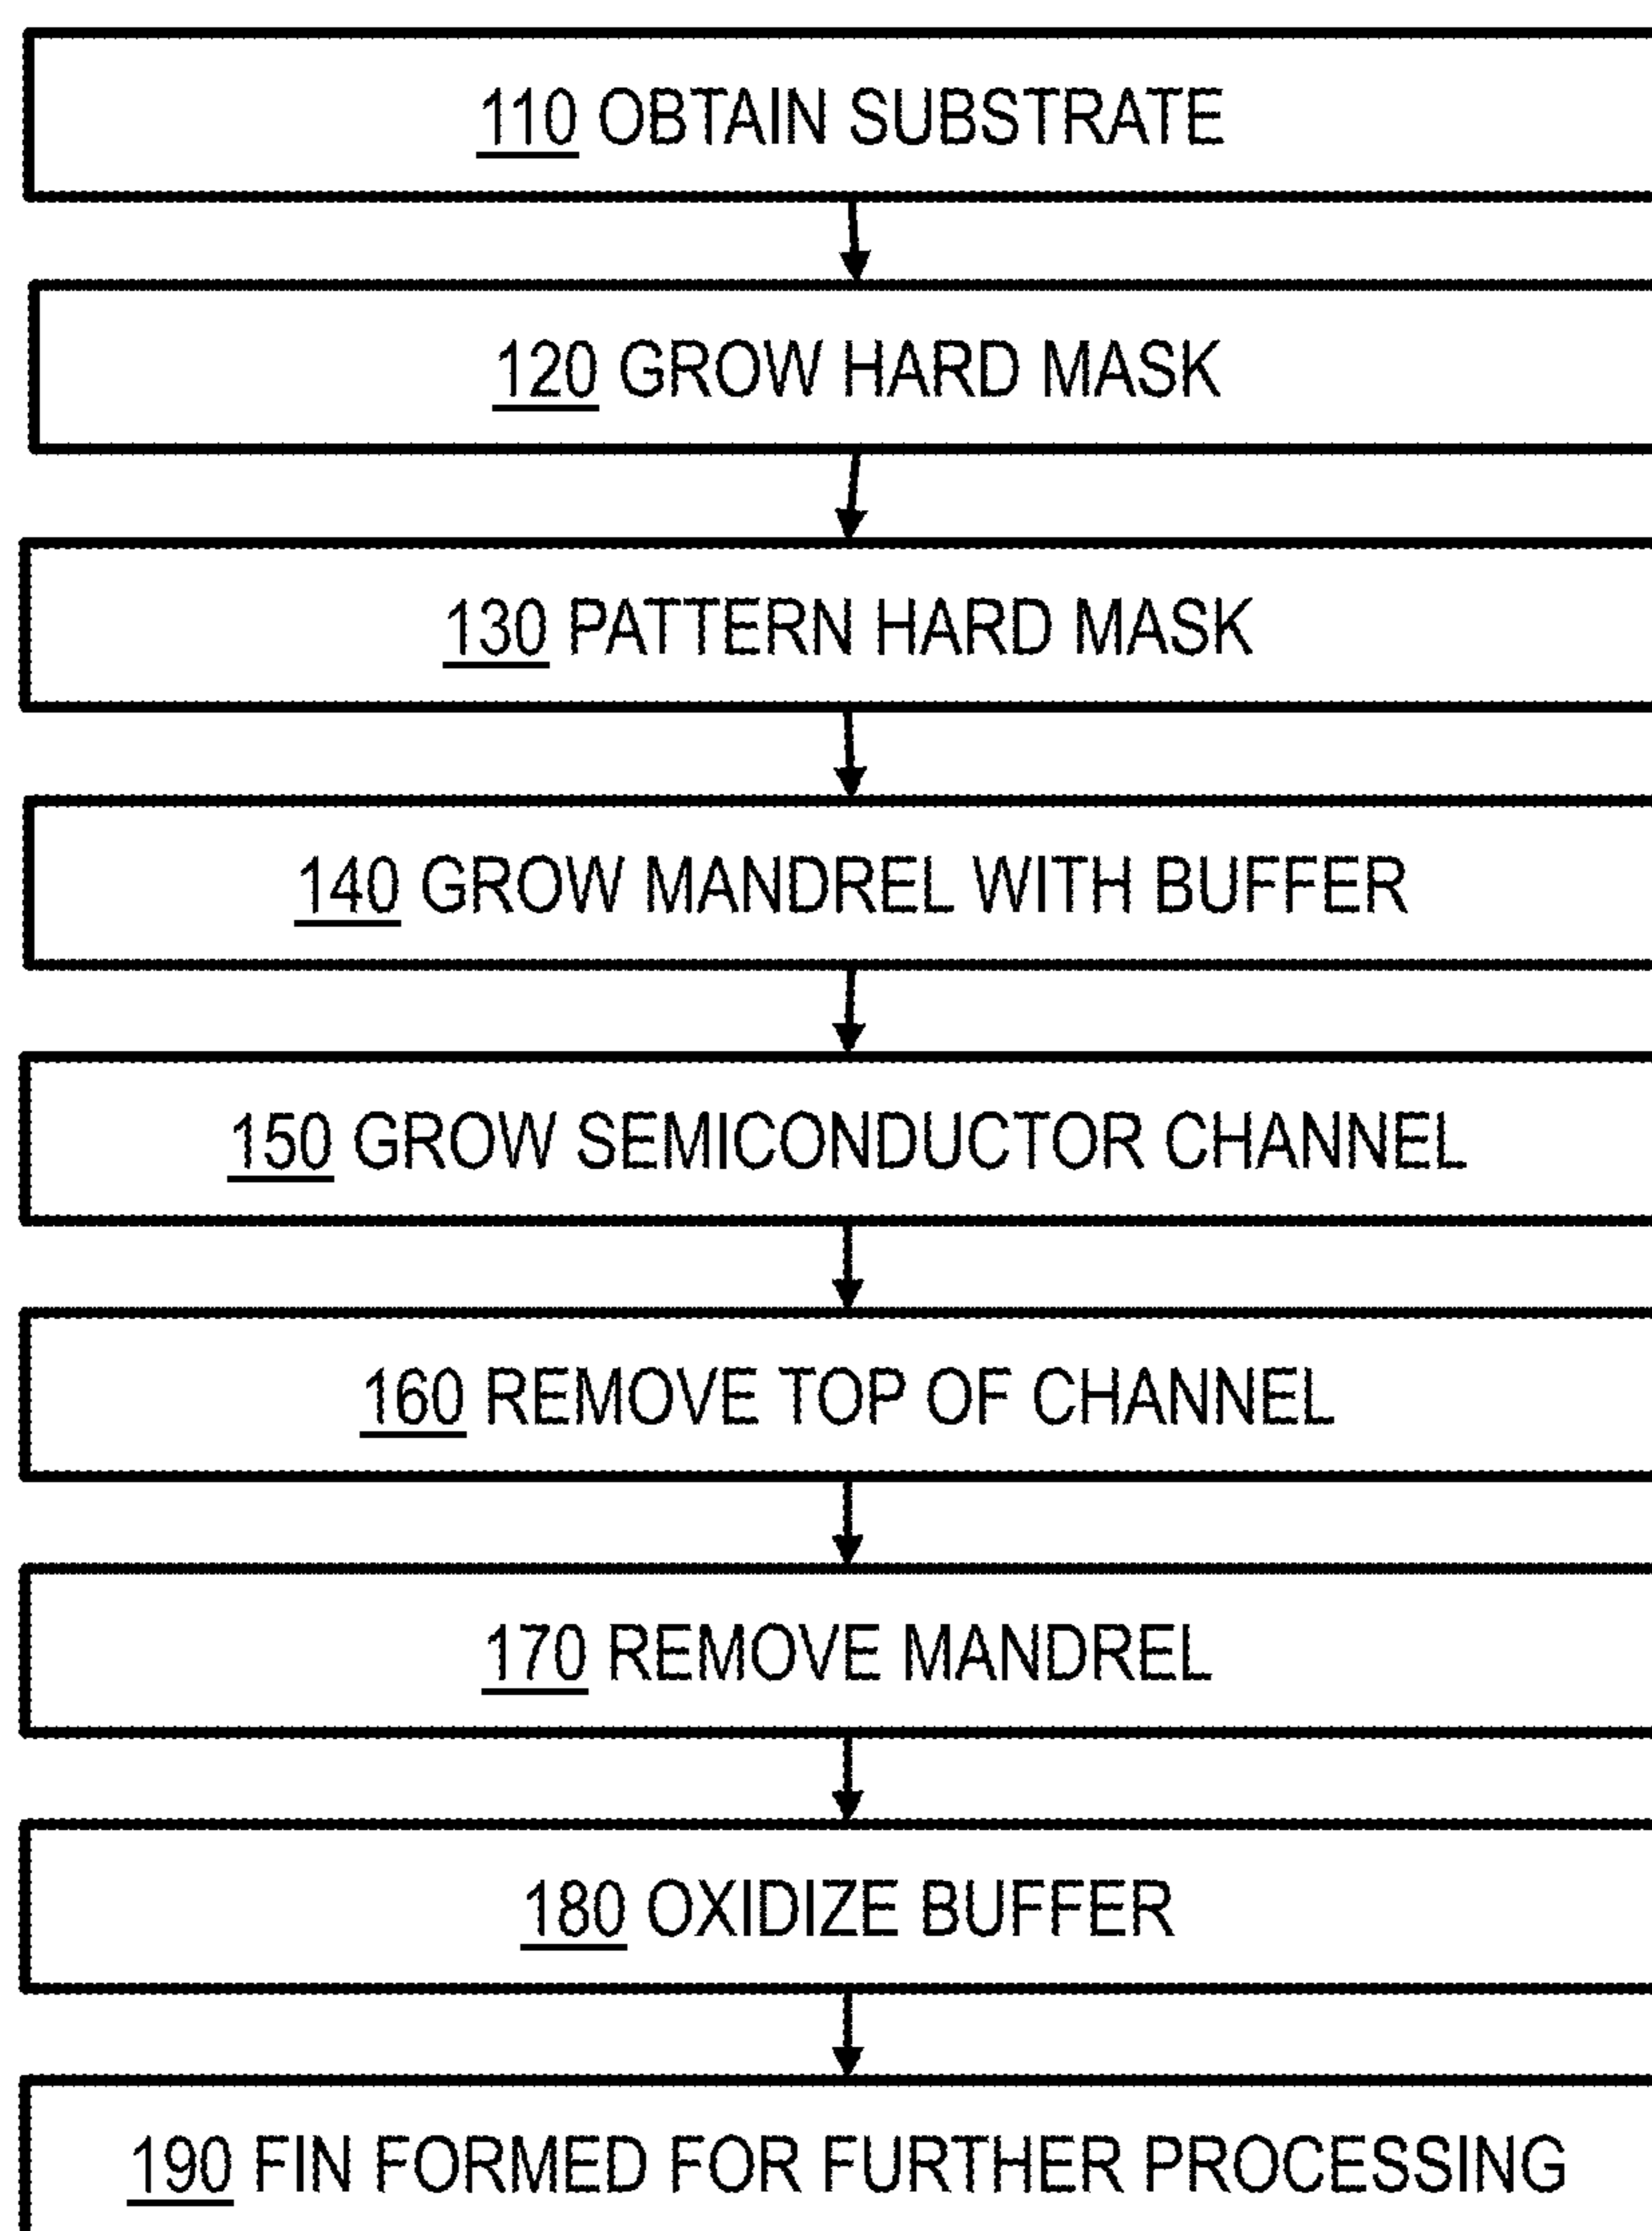 110 OBTAIN SUBSTRATE
120 GROW HARD MASK
130 PATTERN HARD MASK
140 GROW MANDREL WITH BUFFER
150 GROW SEMICONDUCTOR CHANNEL
160 REMOVE TOP OF CHANNEL
170 REMOVE MANDREL
180 OXIDIZE BUFFER
190 FIN FORMED FOR FURTHER PROCESSING